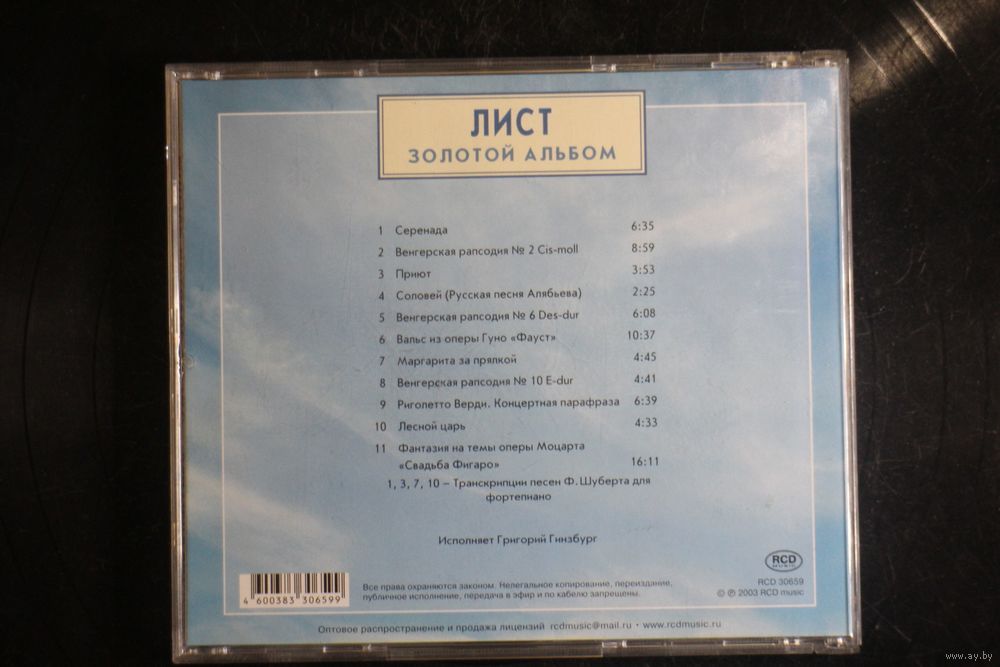 ЛИСТ
ЗОЛОТОЙ АЛЬБОМ
1 Серенада 6:35
2 Венгерская рапсодия № 2 Cis-moll 8:59
3 Приют 3:53
4 Соловей (Русская песня Алябьева) 2:25
5 Венгерская рапсодия № 6 Des-dur 6:08
6 Вальс из оперы Гуно «Фауст» 10:37
7 Маргарита за прялкой 4:45
8 Венгерская рапсодия № 10 E-dur 4:41
9 Риголетто Верди. Концертная парафраза 6:39
10 Лесной царь 4:33
11 Фантазия на темы оперы Моцарта
«Свадьба Фигаро» 16:11
1, 3, 7, 10 – Транскрипции песен Ф.Шуберта для
фортепиано
Исполняет Григорий Гинзбург
RCD
MUSIC
RCD 30659
© ℗ 2003 RCD music
4 600383 306599
Все права охраняются законом. Нелегальное копирование, переиздание,
публичное исполнение, передача в эфир и по кабелю запрещены.
Оптовое распространение и продажа лицензий rcdmusic@mail.ru • www.rcdmusic.ru
www.ay.by